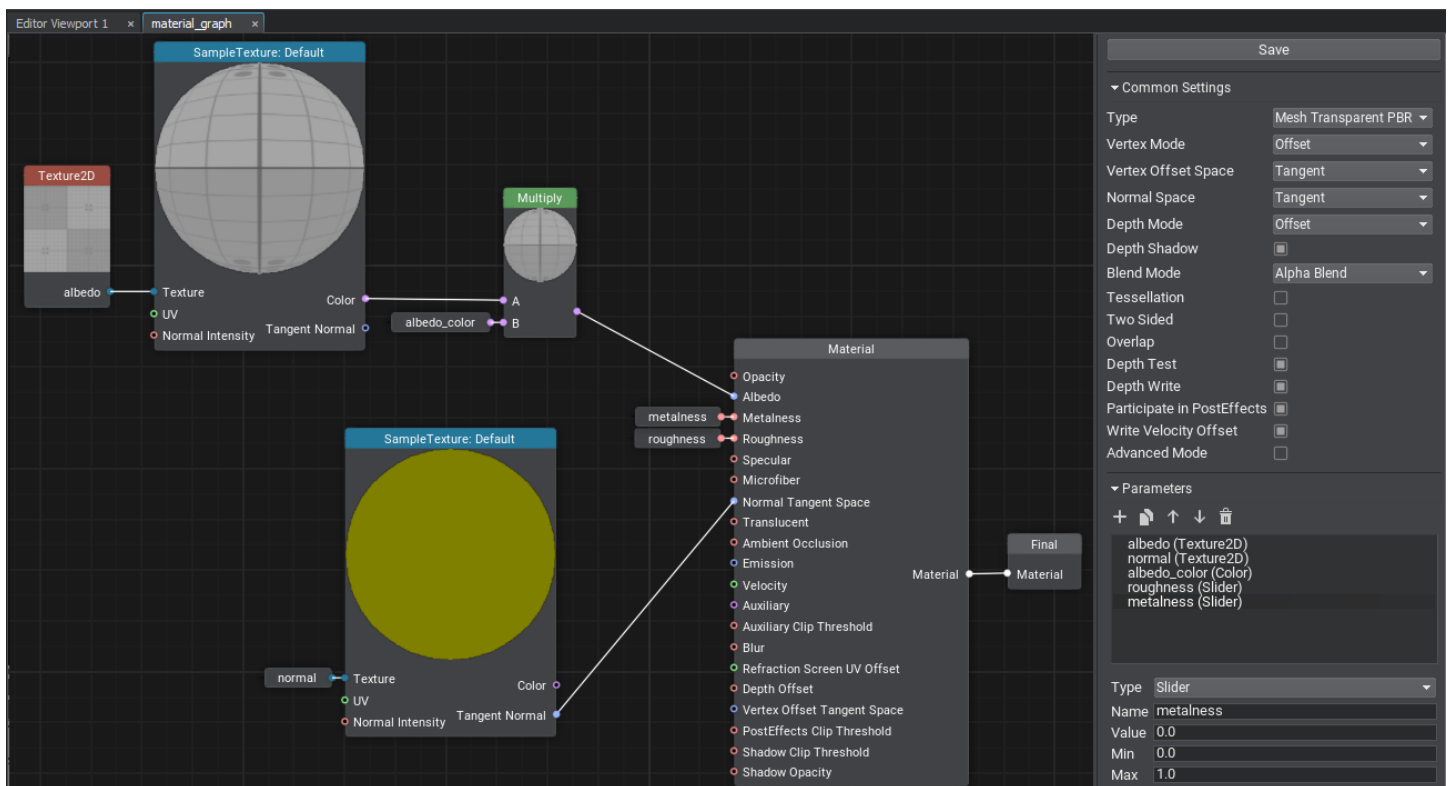 Editor Viewport 1 × material_graph ×
SampleTexture: Default
Texture2D
albedo
Texture
UV
Normal Intensity
Color
Tangent Normal
Multiply
A
B
albedo_color
SampleTexture: Default
normal
Texture
UV
Normal Intensity
Color
Tangent Normal
metalness
roughness
Material
Opacity
Albedo
Metalness
Roughness
Specular
Microfiber
Normal Tangent Space
Translucent
Ambient Occlusion
Emission
Velocity
Auxiliary
Auxiliary Clip Threshold
Blur
Refraction Screen UV Offset
Depth Offset
Vertex Offset Tangent Space
PostEffects Clip Threshold
Shadow Clip Threshold
Shadow Opacity
Material
Final
Material
Save
Common Settings
Type Mesh Transparent PBR
Vertex Mode Offset
Vertex Offset Space Tangent
Normal Space Tangent
Depth Mode Offset
Depth Shadow
Blend Mode Alpha Blend
Tessellation
Two Sided
Overlap
Depth Test
Depth Write
Participate in PostEffects
Write Velocity Offset
Advanced Mode
Parameters
albedo (Texture2D)
normal (Texture2D)
albedo_color (Color)
roughness (Slider)
metalness (Slider)
Type Slider
Name metalness
Value 0.0
Min 0.0
Max 1.0